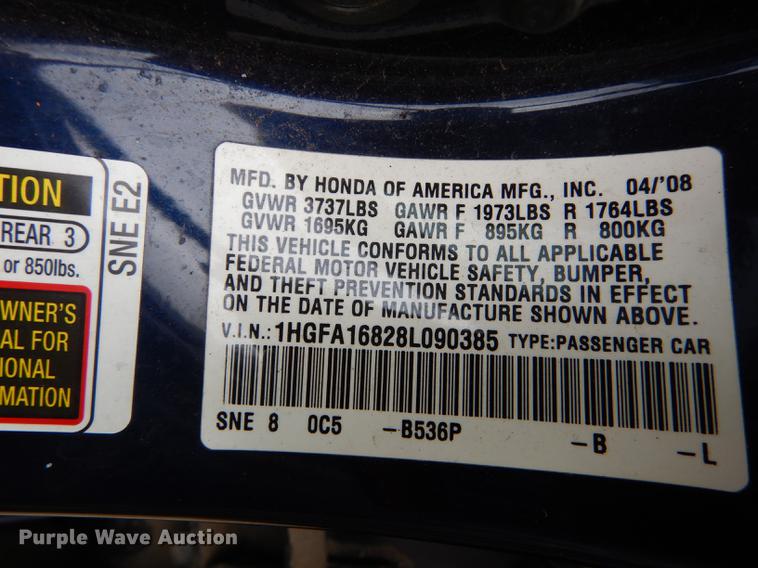 TION
REAR 3
or 850lbs.
WNER'S
AL FOR
IONAL
MATION
SNE E2
MFD. BY HONDA OF AMERICA MFG., INC. 04/'08
GVWR 3737LBS GAWR F 1973LBS R 1764LBS
GVWR 1695KG GAWR F 895KG R 800KG
THIS VEHICLE CONFORMS TO ALL APPLICABLE
FEDERAL MOTOR VEHICLE SAFETY, BUMPER,
AND THEFT PREVENTION STANDARDS IN EFFECT
ON THE DATE OF MANUFACTURE SHOWN ABOVE.
V.I.N.:1HGFA16828L090385 TYPE:PASSENGER CAR
SNE 8 0C5 -B536P -B -L
Purple Wave Auction